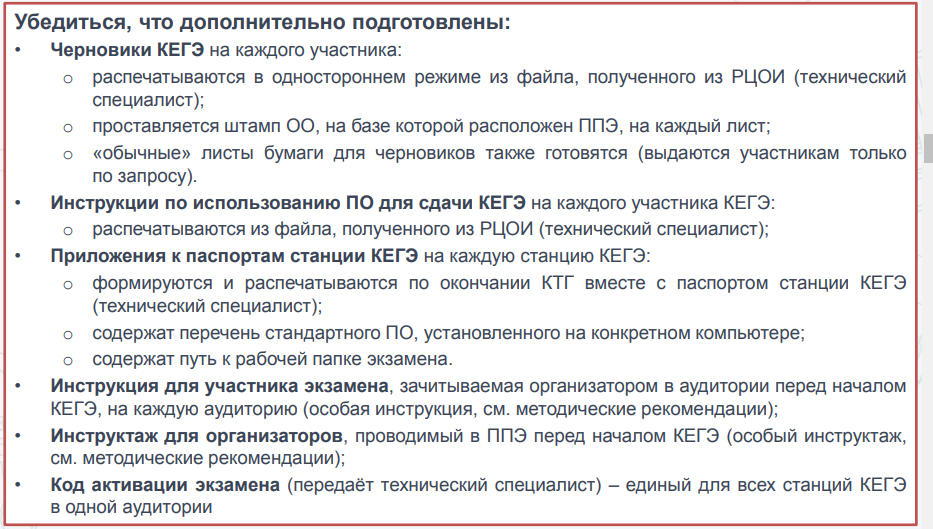 Убедиться, что дополнительно подготовлены:
• Черновики КЕГЭ на каждого участника:
o распечатываются в одностороннем режиме из файла, полученного из РЦОИ (технический
специалист);
o проставляется штамп ОО, на базе которой расположен ППЭ, на каждый лист;
o «обычные» листы бумаги для черновиков также готовятся (выдаются участникам только
по запросу).
• Инструкции по использованию ПО для сдачи КЕГЭ на каждого участника КЕГЭ:
o распечатываются из файла, полученного из РЦОИ (технический специалист);
• Приложения к паспортам станции КЕГЭ на каждую станцию КЕГЭ:
o формируются и распечатываются по окончании КТГ вместе с паспортом станции КЕГЭ
(технический специалист);
o содержат перечень стандартного ПО, установленного на конкретном компьютере;
o содержат путь к рабочей папке экзамена.
• Инструкция для участника экзамена, зачитываемая организатором в аудитории перед началом
КЕГЭ, на каждую аудиторию (особая инструкция, см. методические рекомендации);
• Инструктаж для организаторов, проводимый в ППЭ перед началом КЕГЭ (особый инструктаж,
см. методические рекомендации);
• Код активации экзамена (передаёт технический специалист) – единый для всех станций КЕГЭ
в одной аудитории